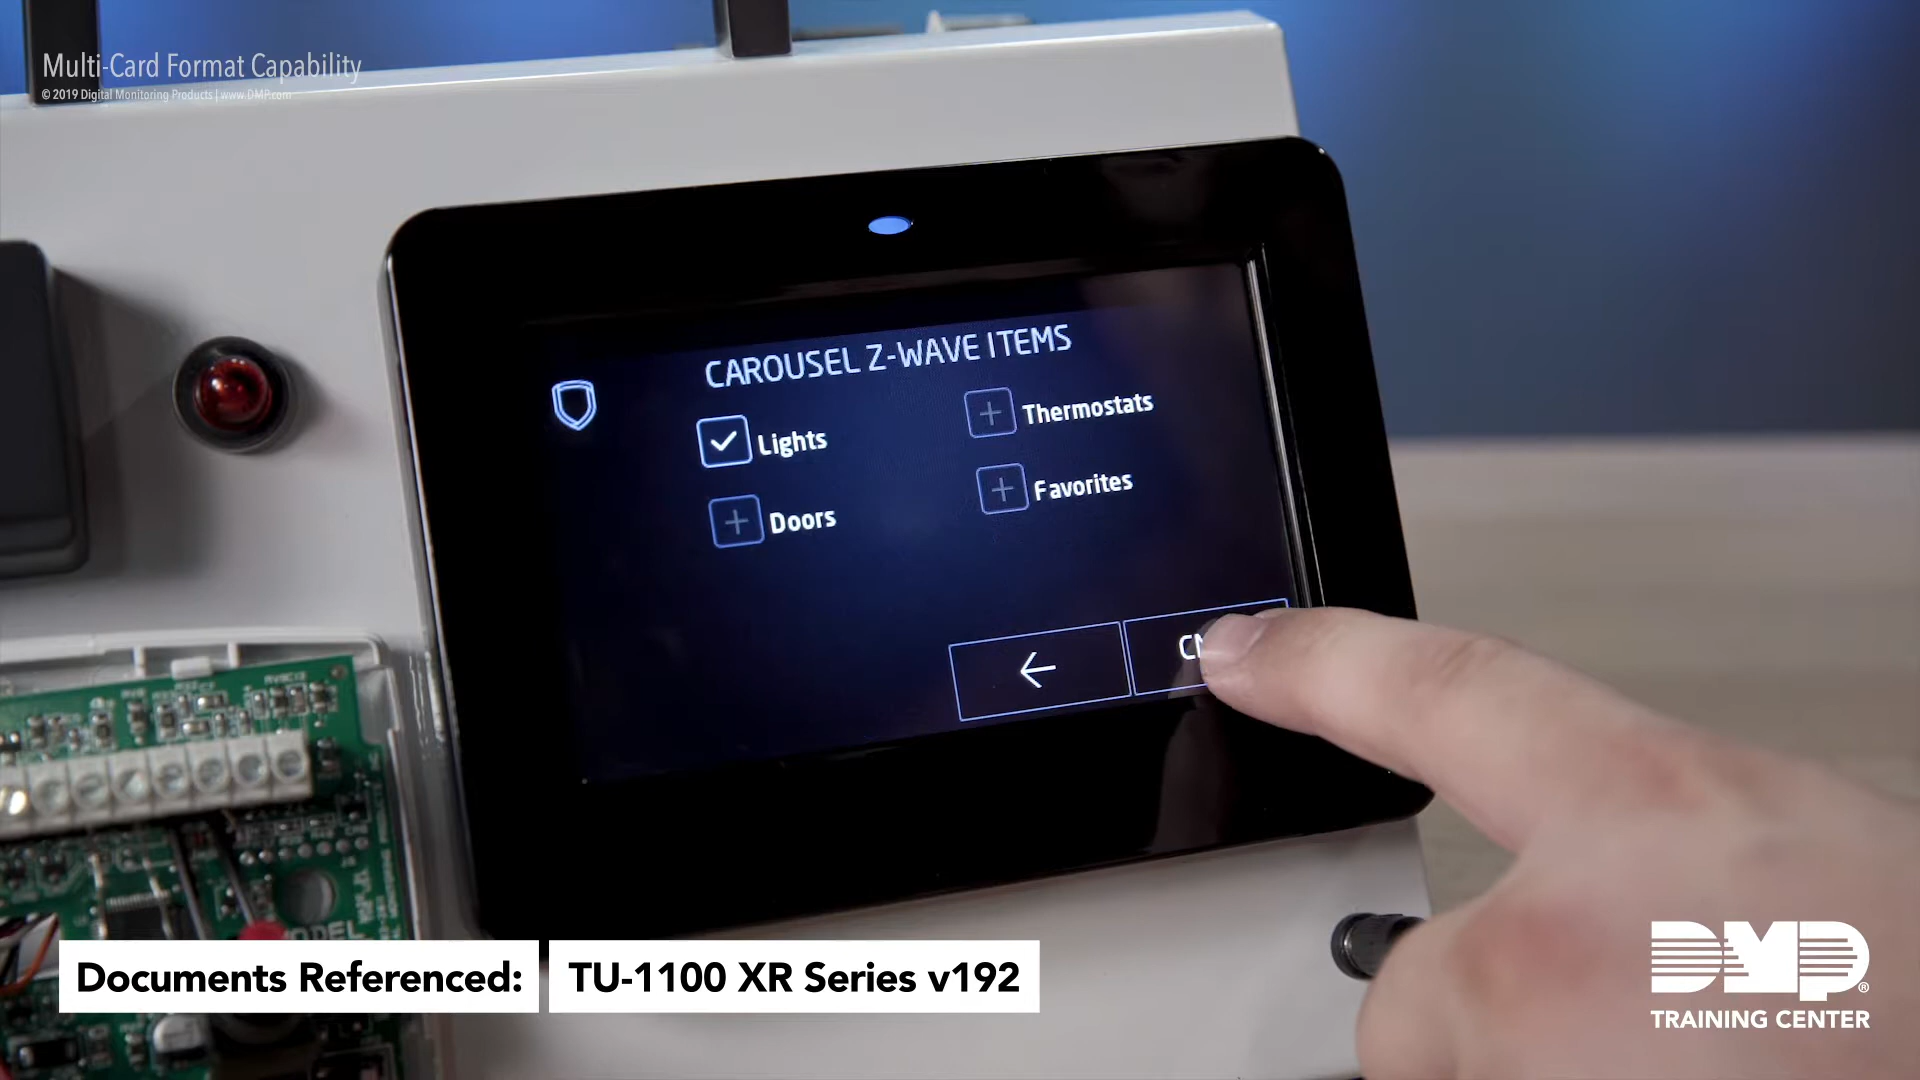 Multi-Card Format Capability
© 2019 Digital Monitoring Products | www.DMP.com
CAROUSEL Z-WAVE ITEMS
Lights
Thermostats
Doors
Favorites
Documents Referenced:
TU-1100 XR Series v192
DMP®
TRAINING CENTER